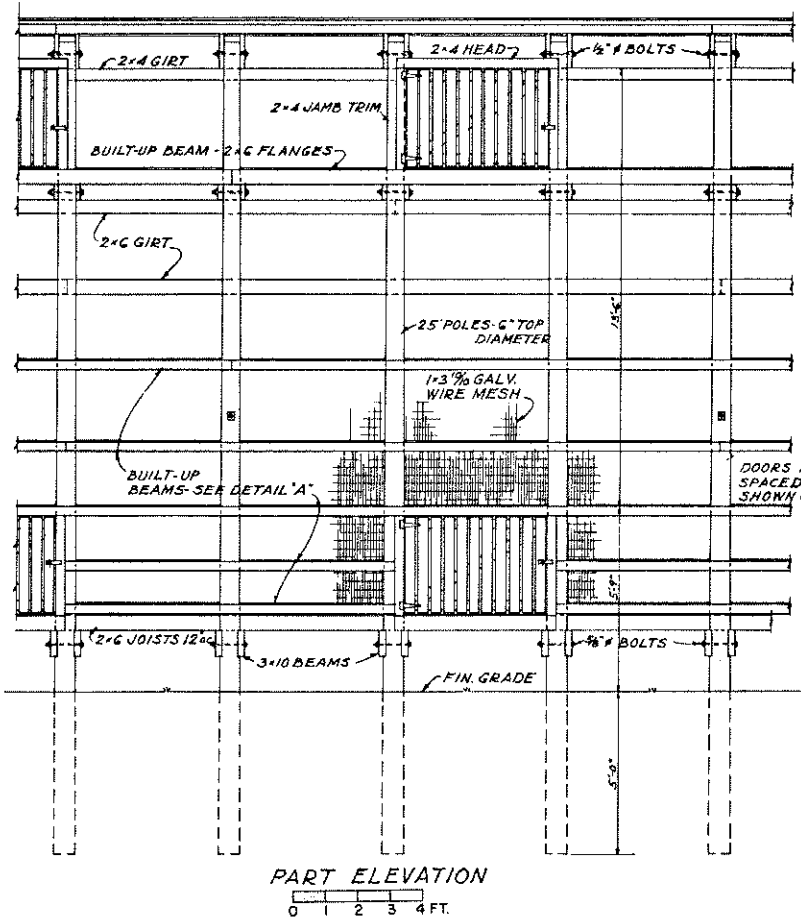 2×4 GIRT
2×4 HEAD
½" ⌀ BOLTS
2×4 JAMB TRIM
BUILT-UP BEAM - 2×6 FLANGES
2×6 GIRT
25' POLES-6" TOP
DIAMETER
1×3 10/10 GALV.
WIRE MESH
BUILT-UP
BEAMS-SEE DETAIL "A"
DOORS
SPACED
SHOWN
5'-9"
2×6 JOISTS 12" OC
3×10 BEAMS
⅝" ⌀ BOLTS
FIN. GRADE
5'-0"
PART ELEVATION
0 1 2 3 4 FT.